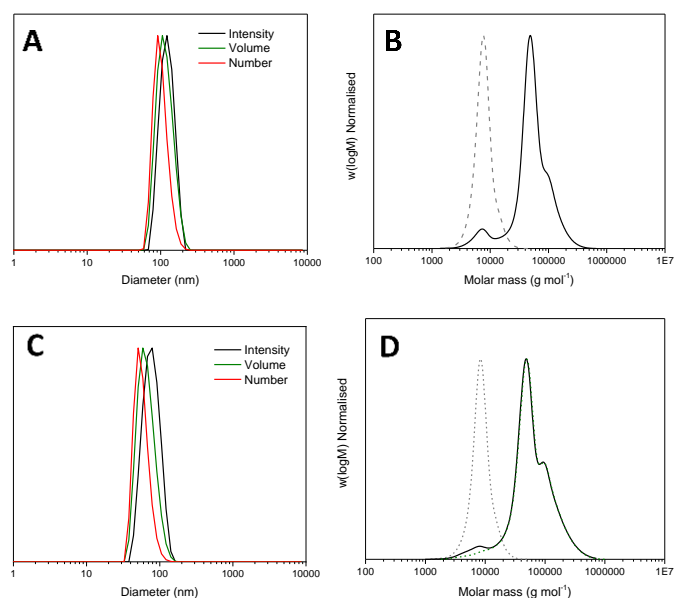 A
Intensity
Volume
Number
1 10 100 1000 10000
Diameter (nm)
B
w(logM) Normalised
100 1000 10000 100000 1000000 1E7
Molar mass (g mol⁻¹)
C
Intensity
Volume
Number
1 10 100 1000 10000
Diameter (nm)
D
w(logM) Normalised
100 1000 10000 100000 1000000 1E7
Molar mass (g mol⁻¹)